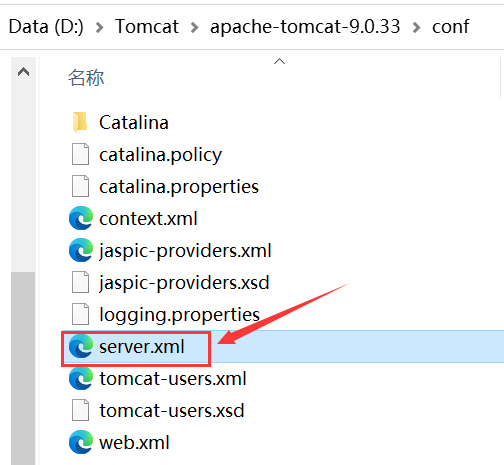 Data (D:) › Tomcat › apache-tomcat-9.0.33 › conf
名称
Catalina
catalina.policy
catalina.properties
context.xml
jaspic-providers.xml
jaspic-providers.xsd
logging.properties
server.xml
tomcat-users.xml
tomcat-users.xsd
web.xml